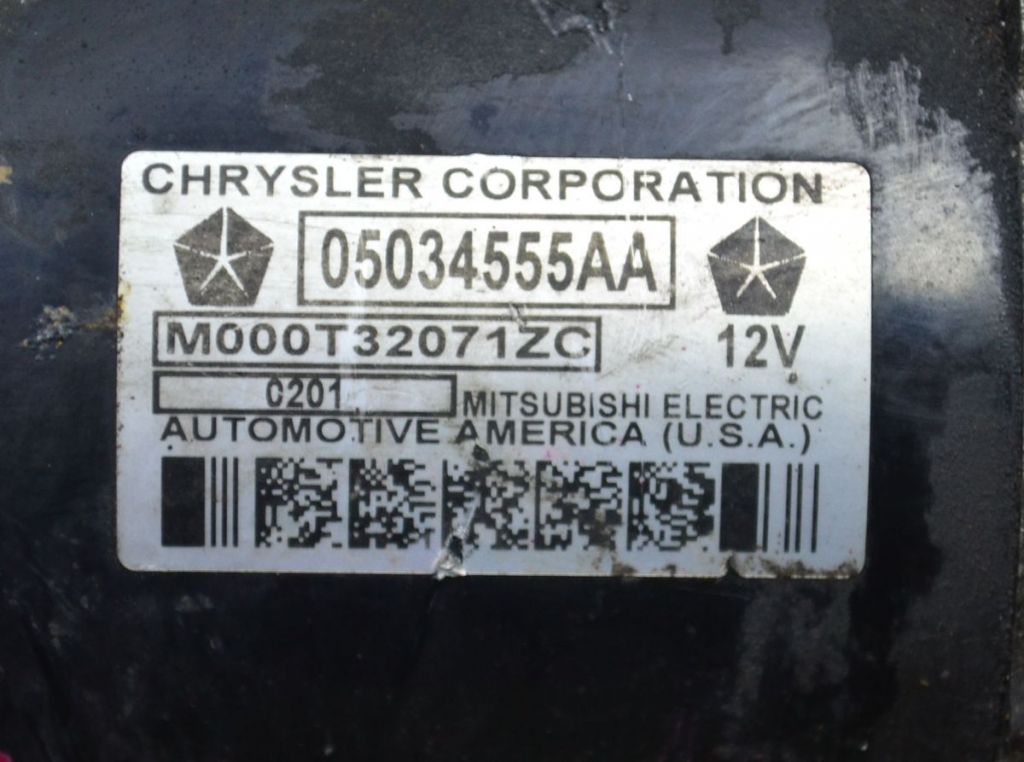 CHRYSLER CORPORATION
05034555AA
M000T32071ZC
12V
0201
MITSUBISHI ELECTRIC
AUTOMOTIVE AMERICA (U.S.A.)